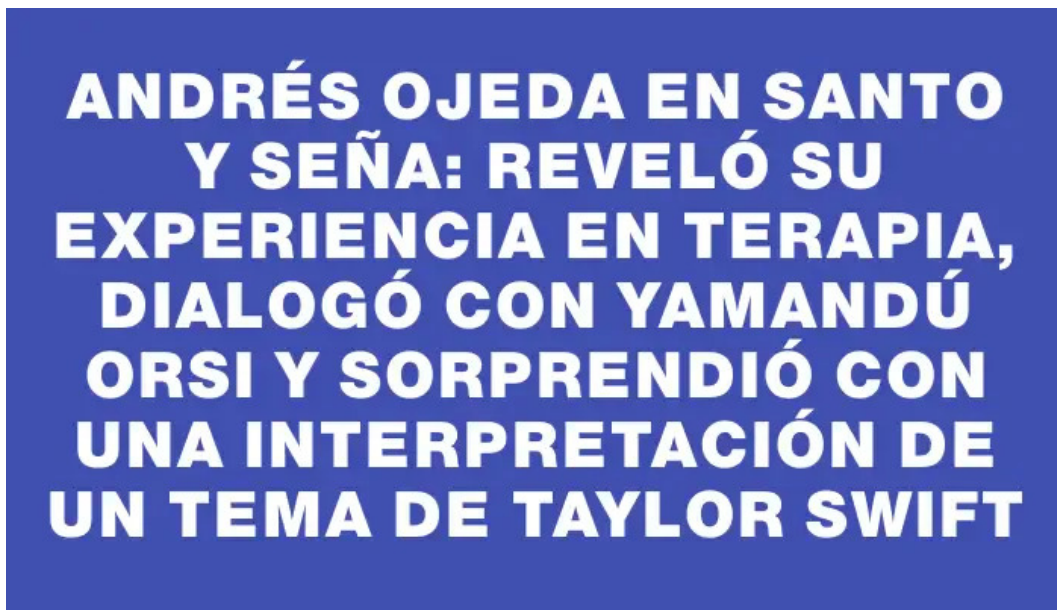 ANDRÉS OJEDA EN SANTO
Y SEÑA: REVELÓ SU
EXPERIENCIA EN TERAPIA,
DIALOGÓ CON YAMANDÚ
ORSI Y SORPRENDIÓ CON
UNA INTERPRETACIÓN DE
UN TEMA DE TAYLOR SWIFT